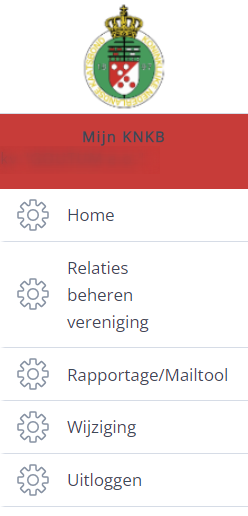 Mijn KNKB
Home
Relaties
beheren
vereniging
Rapportage/Mailtool
Wijziging
Uitloggen